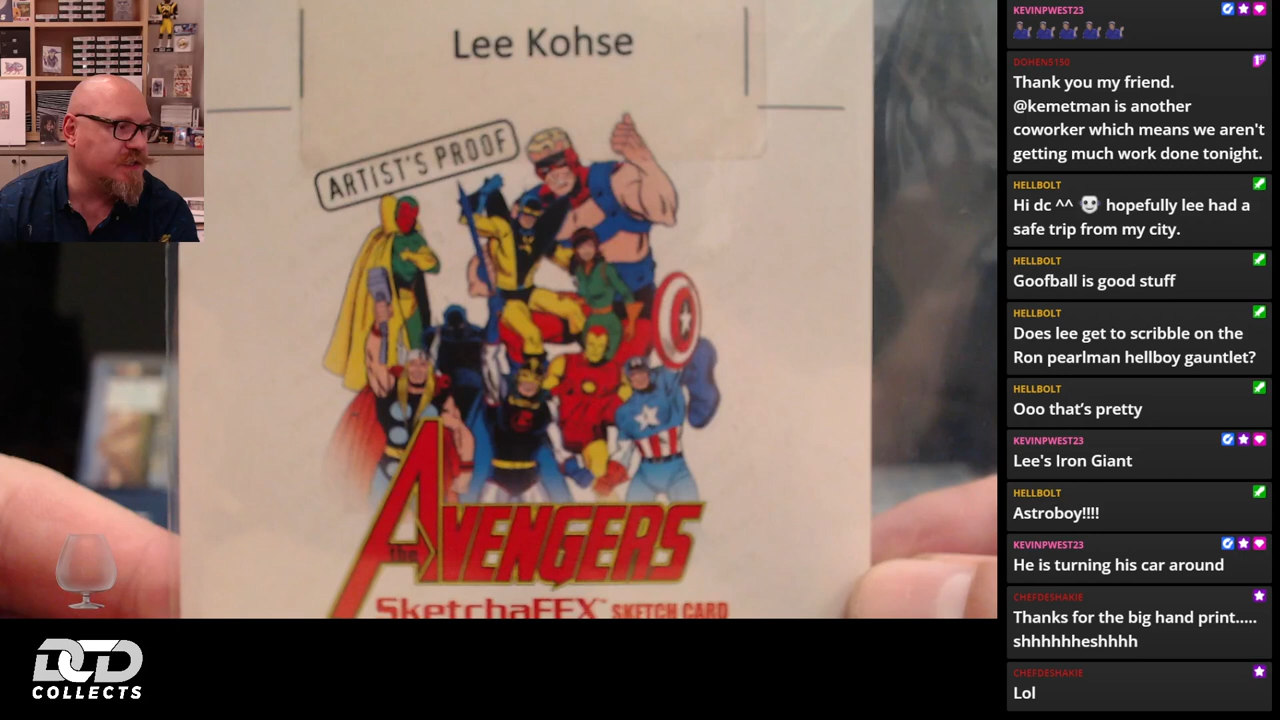 Lee Kohse
ARTIST'S PROOF
the AVENGERS
SketchaFEX™ SKETCH CARD
DCD
COLLECTS
KEVINPWEST23
DOHEN5150
Thank you my friend.
@kemetman is another
coworker which means we aren't
getting much work done tonight.
HELLBOLT
Hi dc ^^ hopefully lee had a
safe trip from my city.
HELLBOLT
Goofball is good stuff
HELLBOLT
Does lee get to scribble on the
Ron pearlman hellboy gauntlet?
HELLBOLT
Ooo that's pretty
KEVINPWEST23
Lee's Iron Giant
HELLBOLT
Astroboy!!!!
KEVINPWEST23
He is turning his car around
CHEFDESHAKIE
Thanks for the big hand print.....
shhhhhheshhhh
CHEFDESHAKIE
Lol